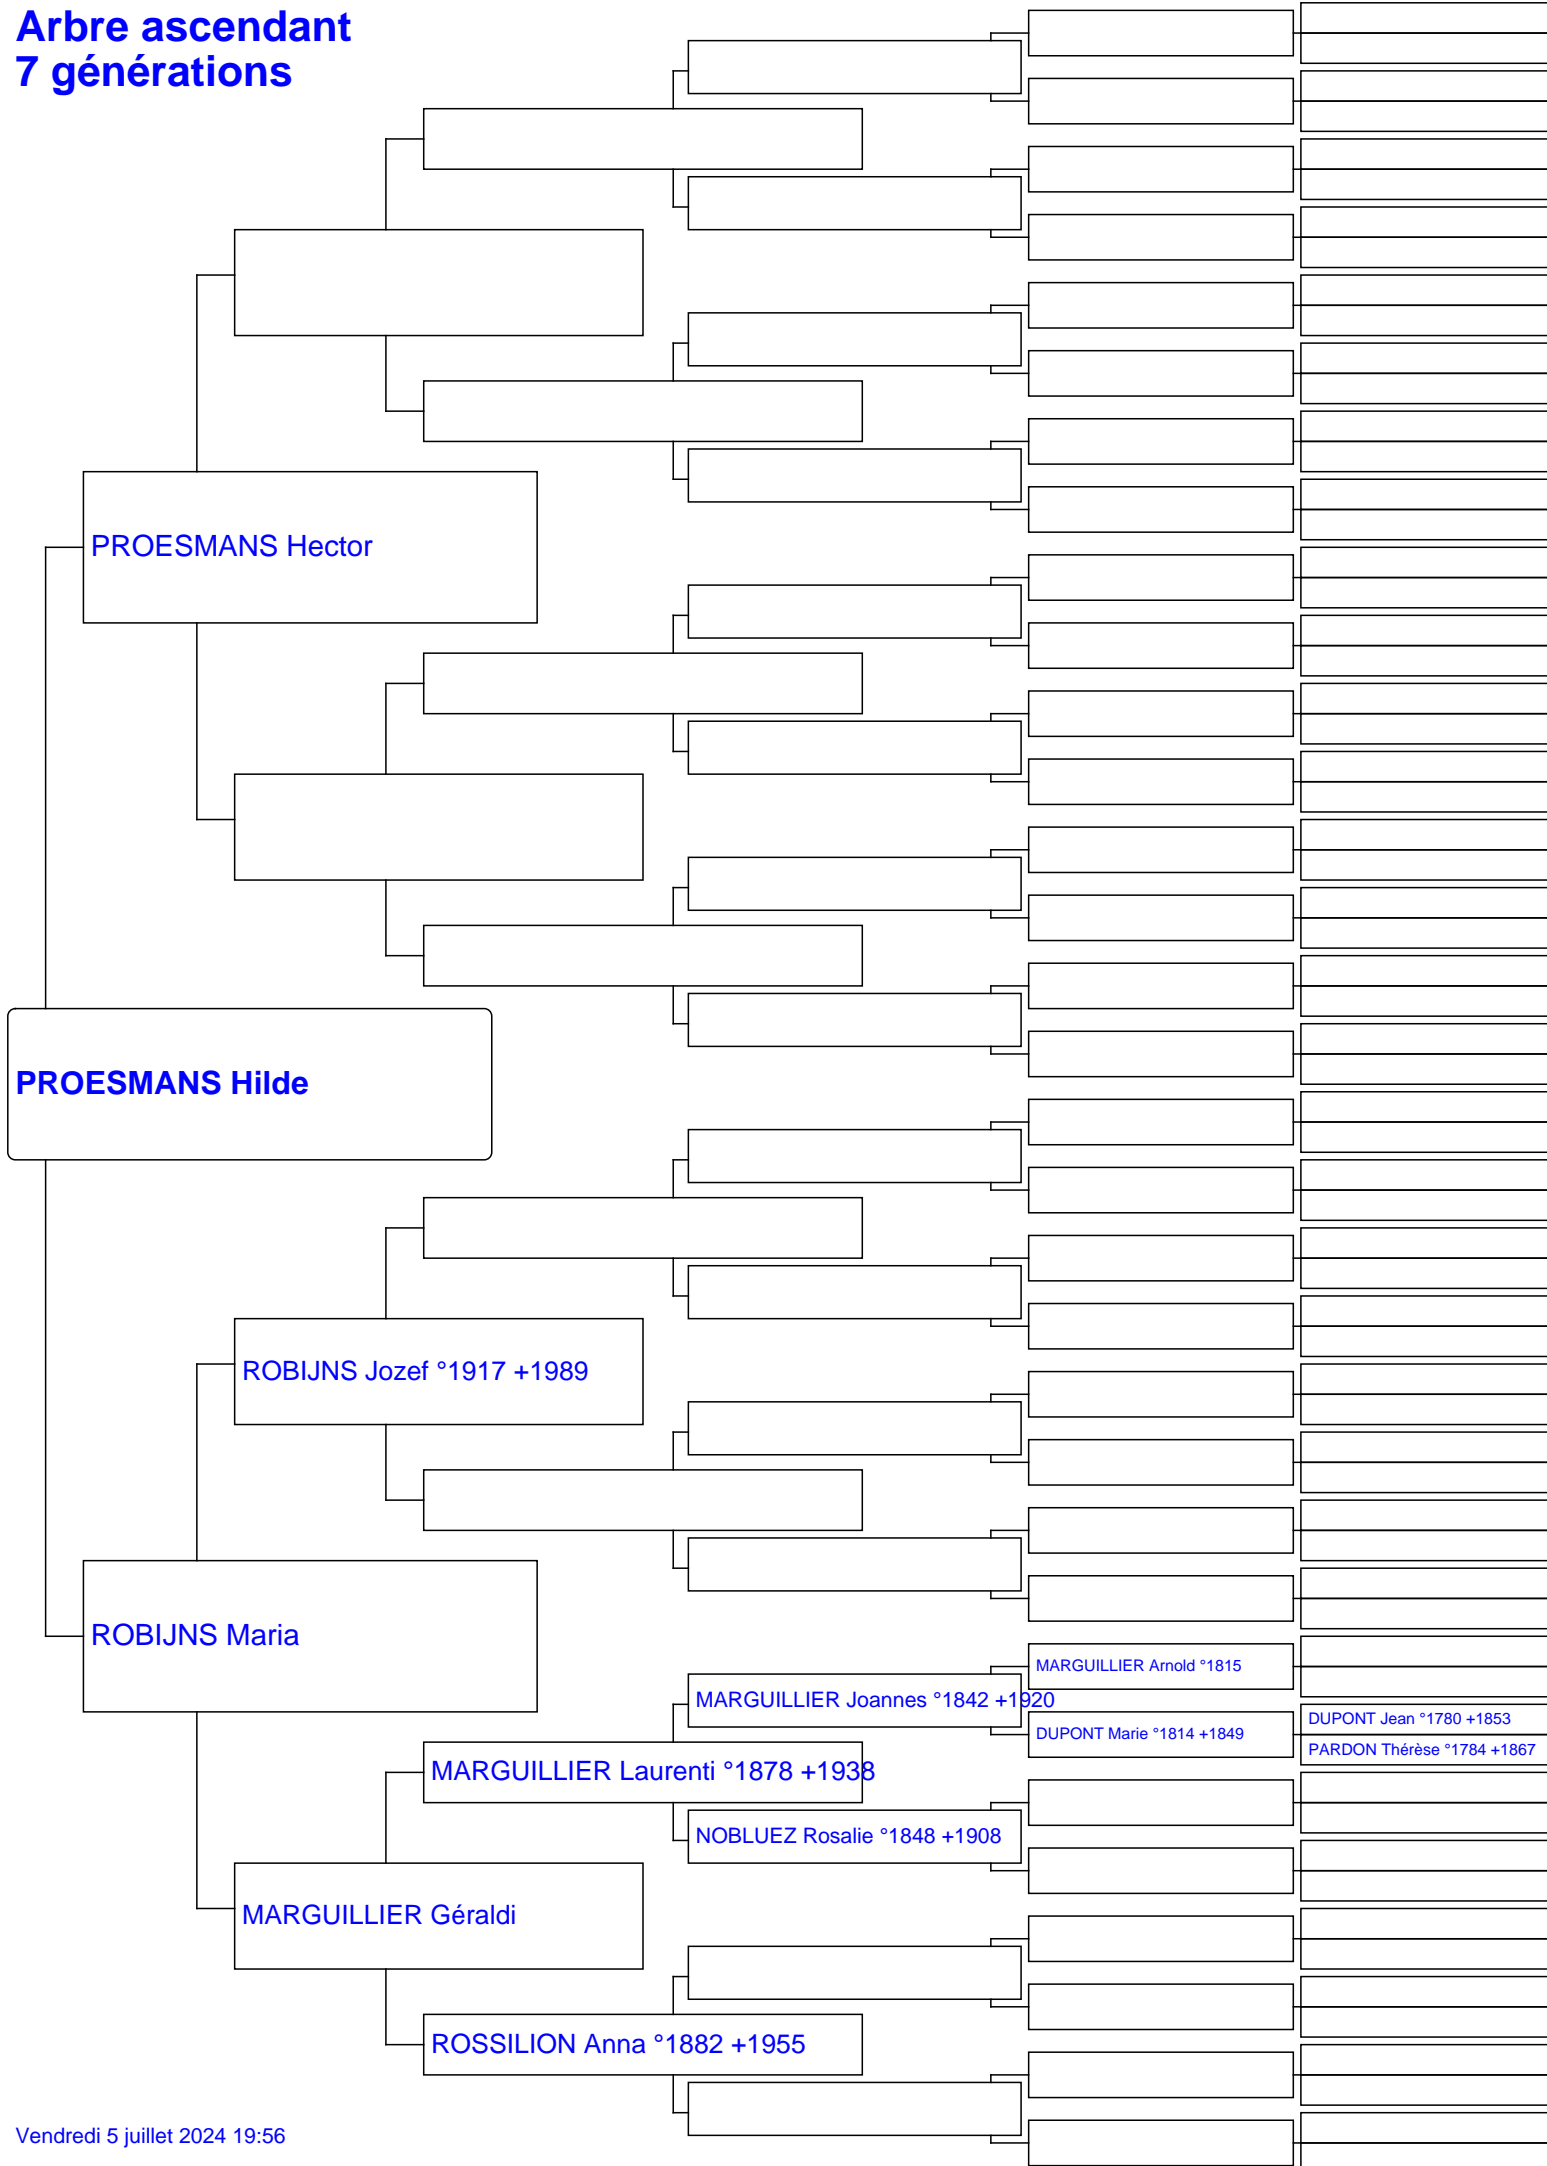 Arbre ascendant
7 générations
PROESMANS Hector
PROESMANS Hilde
ROBIJNS Jozef °1917 +1989
ROBIJNS Maria
MARGUILLIER Arnold °1815
MARGUILLIER Joannes °1842 +1920
DUPONT Jean °1780 +1853
DUPONT Marie °1814 +1849
PARDON Thérèse °1784 +1867
MARGUILLIER Laurenti °1878 +1938
NOBLUEZ Rosalie °1848 +1908
MARGUILLIER Géraldi
ROSSILION Anna °1882 +1955
Vendredi 5 juillet 2024 19:56